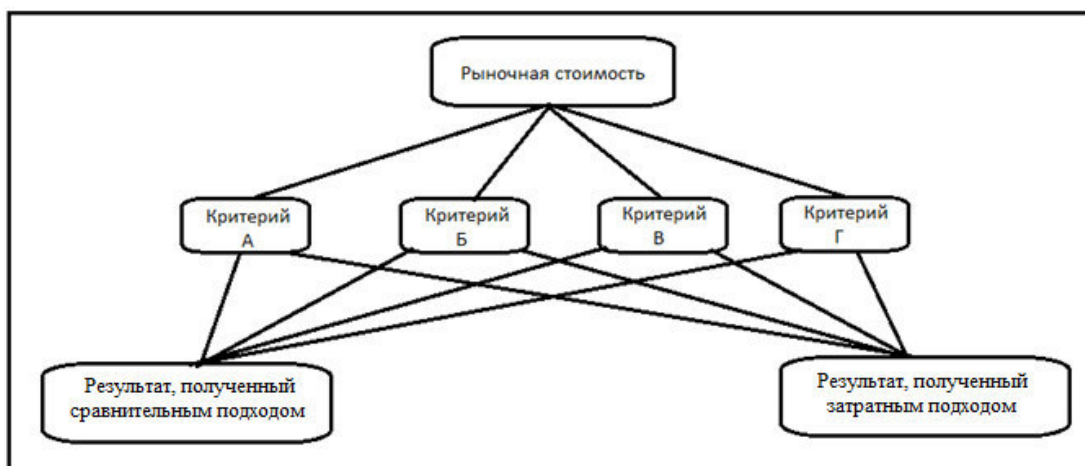 Рыночная стоимость
Критерий
А
Критерий
Б
Критерий
В
Критерий
Г
Результат, полученный
сравнительным подходом
Результат, полученный
затратным подходом